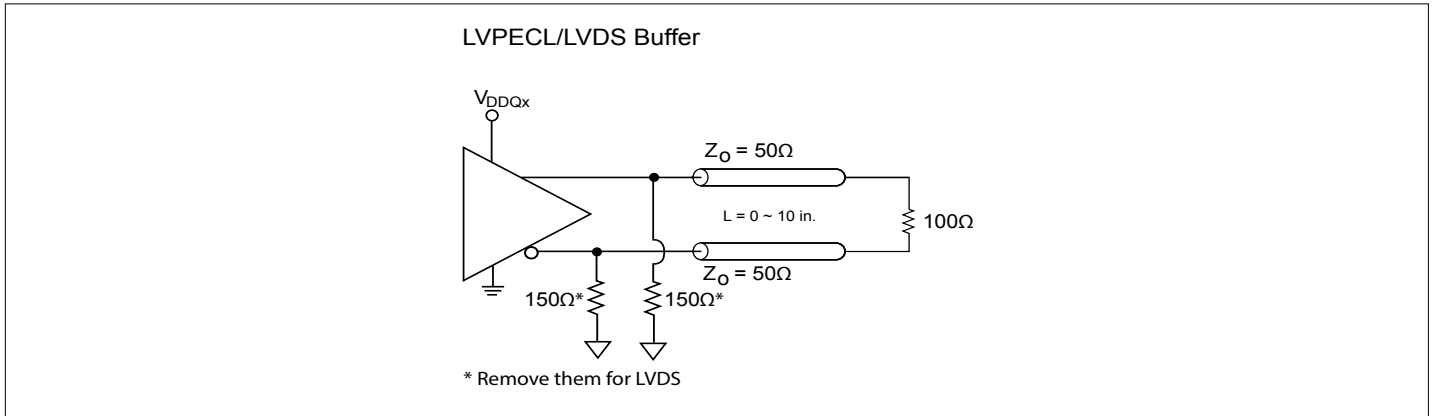 LVPECL/LVDS Buffer
VDDQx
ZO = 50Ω
L = 0 ~ 10 in.
100Ω
ZO = 50Ω
150Ω*
150Ω*
* Remove them for LVDS